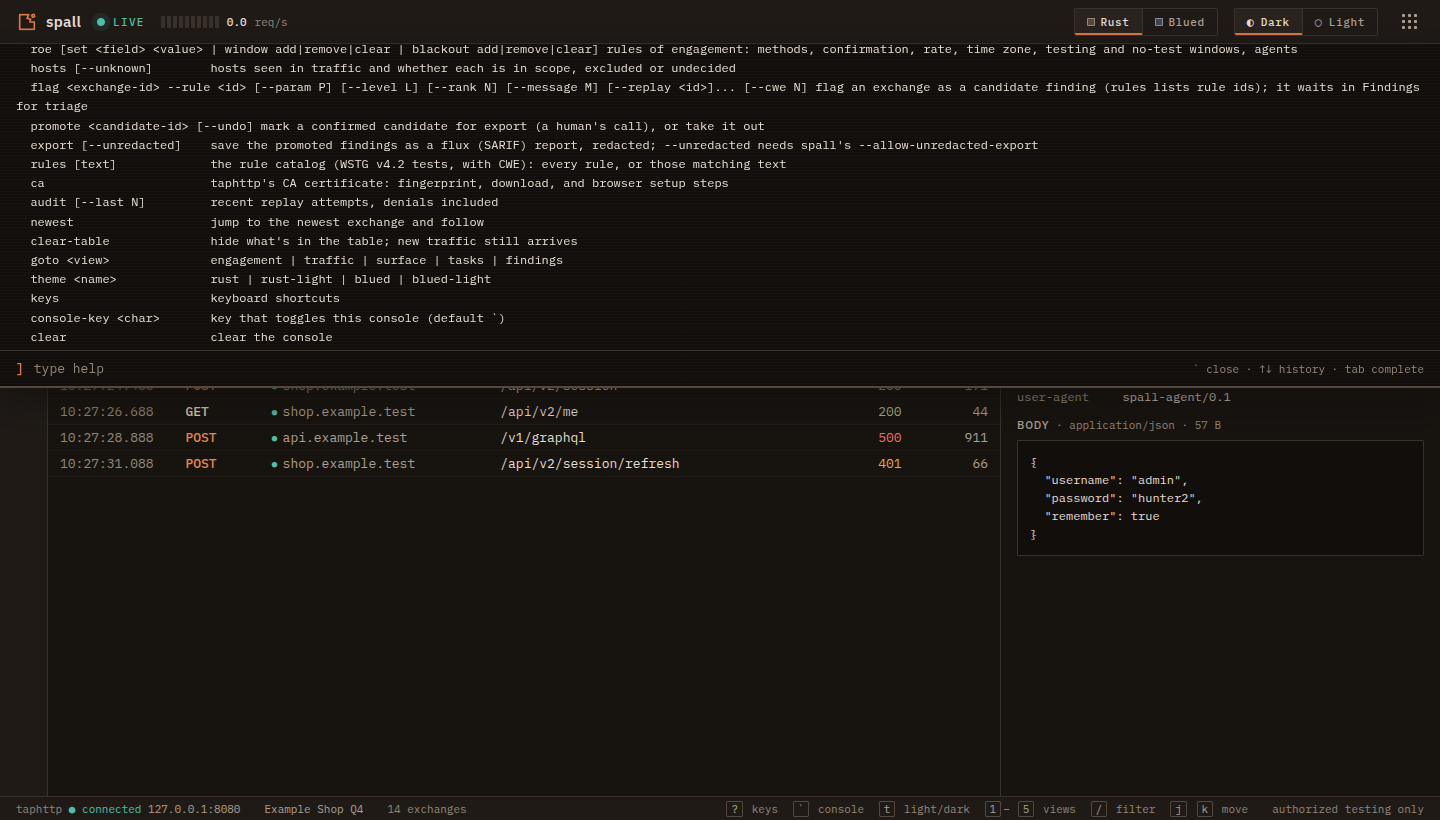 spall LIVE 0.0 req/s Rust Blued Dark Light
roe [set <field> <value> | window add|remove|clear | blackout add|remove|clear] rules of engagement: methods, confirmation, rate, time zone, testing and no-test windows, agents
hosts [--unknown] hosts seen in traffic and whether each is in scope, excluded or undecided
flag <exchange-id> --rule <id> [--param P] [--level L] [--rank N] [--message M] [--replay <id>]... [--cwe N] flag an exchange as a candidate finding (rules lists rule ids); it waits in Findings
for triage
promote <candidate-id> [--undo] mark a confirmed candidate for export (a human's call), or take it out
export [--unredacted] save the promoted findings as a flux (SARIF) report, redacted; --unredacted needs spall's --allow-unredacted-export
rules [text] the rule catalog (WSTG v4.2 tests, with CWE): every rule, or those matching text
ca taphttp's CA certificate: fingerprint, download, and browser setup steps
audit [--last N] recent replay attempts, denials included
newest jump to the newest exchange and follow
clear-table hide what's in the table; new traffic still arrives
goto <view> engagement | traffic | surface | tasks | findings
theme <name> rust | rust-light | blued | blued-light
keys keyboard shortcuts
console-key <char> key that toggles this console (default `)
clear clear the console
] type help ` close · ↑↓ history · tab complete
user-agent spall-agent/0.1
10:27:26.688 GET shop.example.test /api/v2/me 200 44
BODY · application/json · 57 B
10:27:28.888 POST api.example.test /v1/graphql 500 911
10:27:31.088 POST shop.example.test /api/v2/session/refresh 401 66
{
"username": "admin",
"password": "hunter2",
"remember": true
}
taphttp connected 127.0.0.1:8080 Example Shop Q4 14 exchanges ? keys ` console t light/dark 1 – 5 views / filter j k move authorized testing only